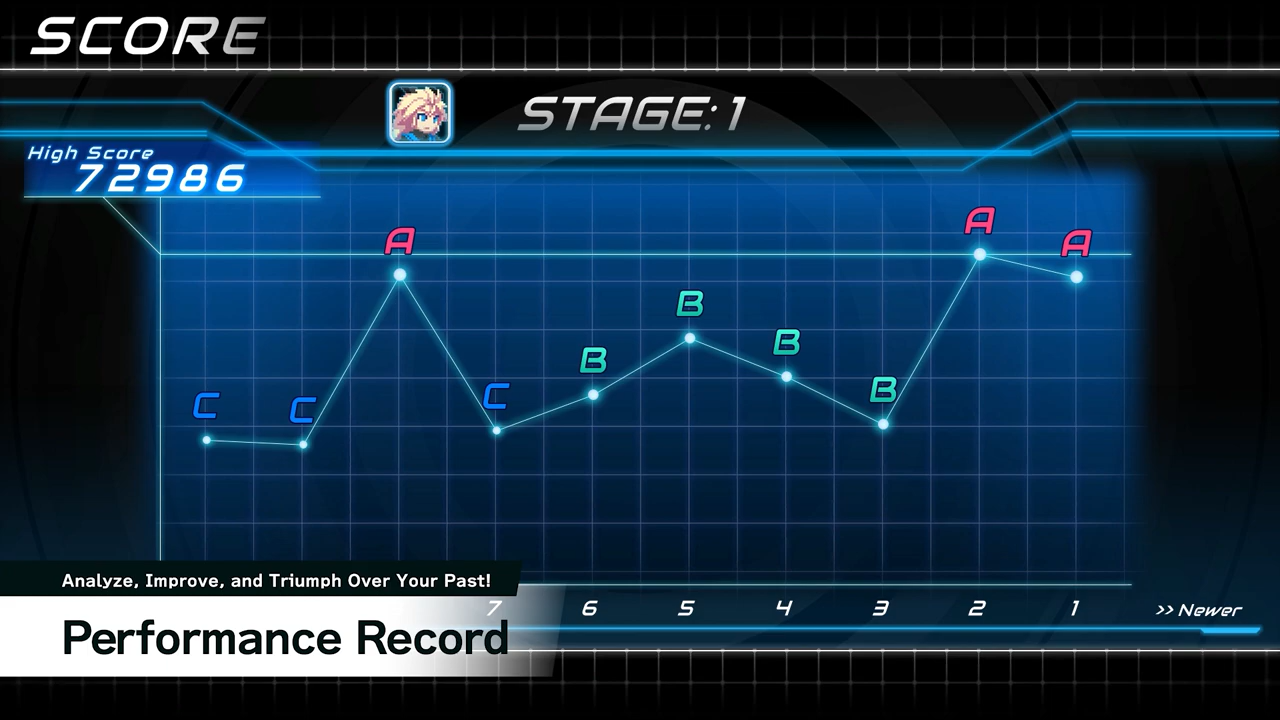 SCORE
STAGE:1
High Score
72986
A
A
A
B
B
B
B
C
C
C
Analyze, Improve, and Triumph Over Your Past!
7 6 5 4 3 2 1 >> Newer
Performance Record